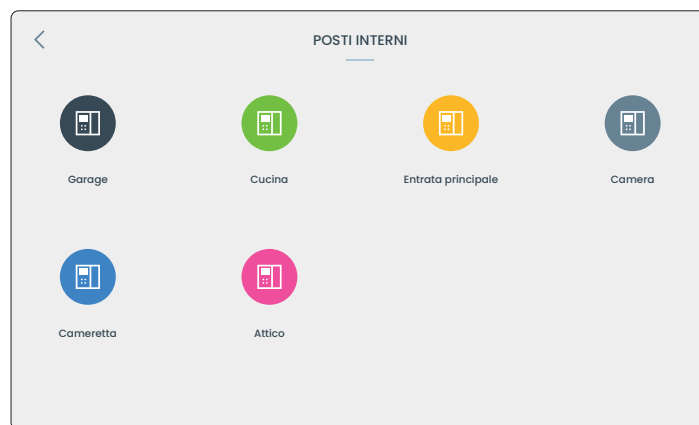 POSTI INTERNI
Garage
Cucina
Entrata principale
Camera
Cameretta
Attico